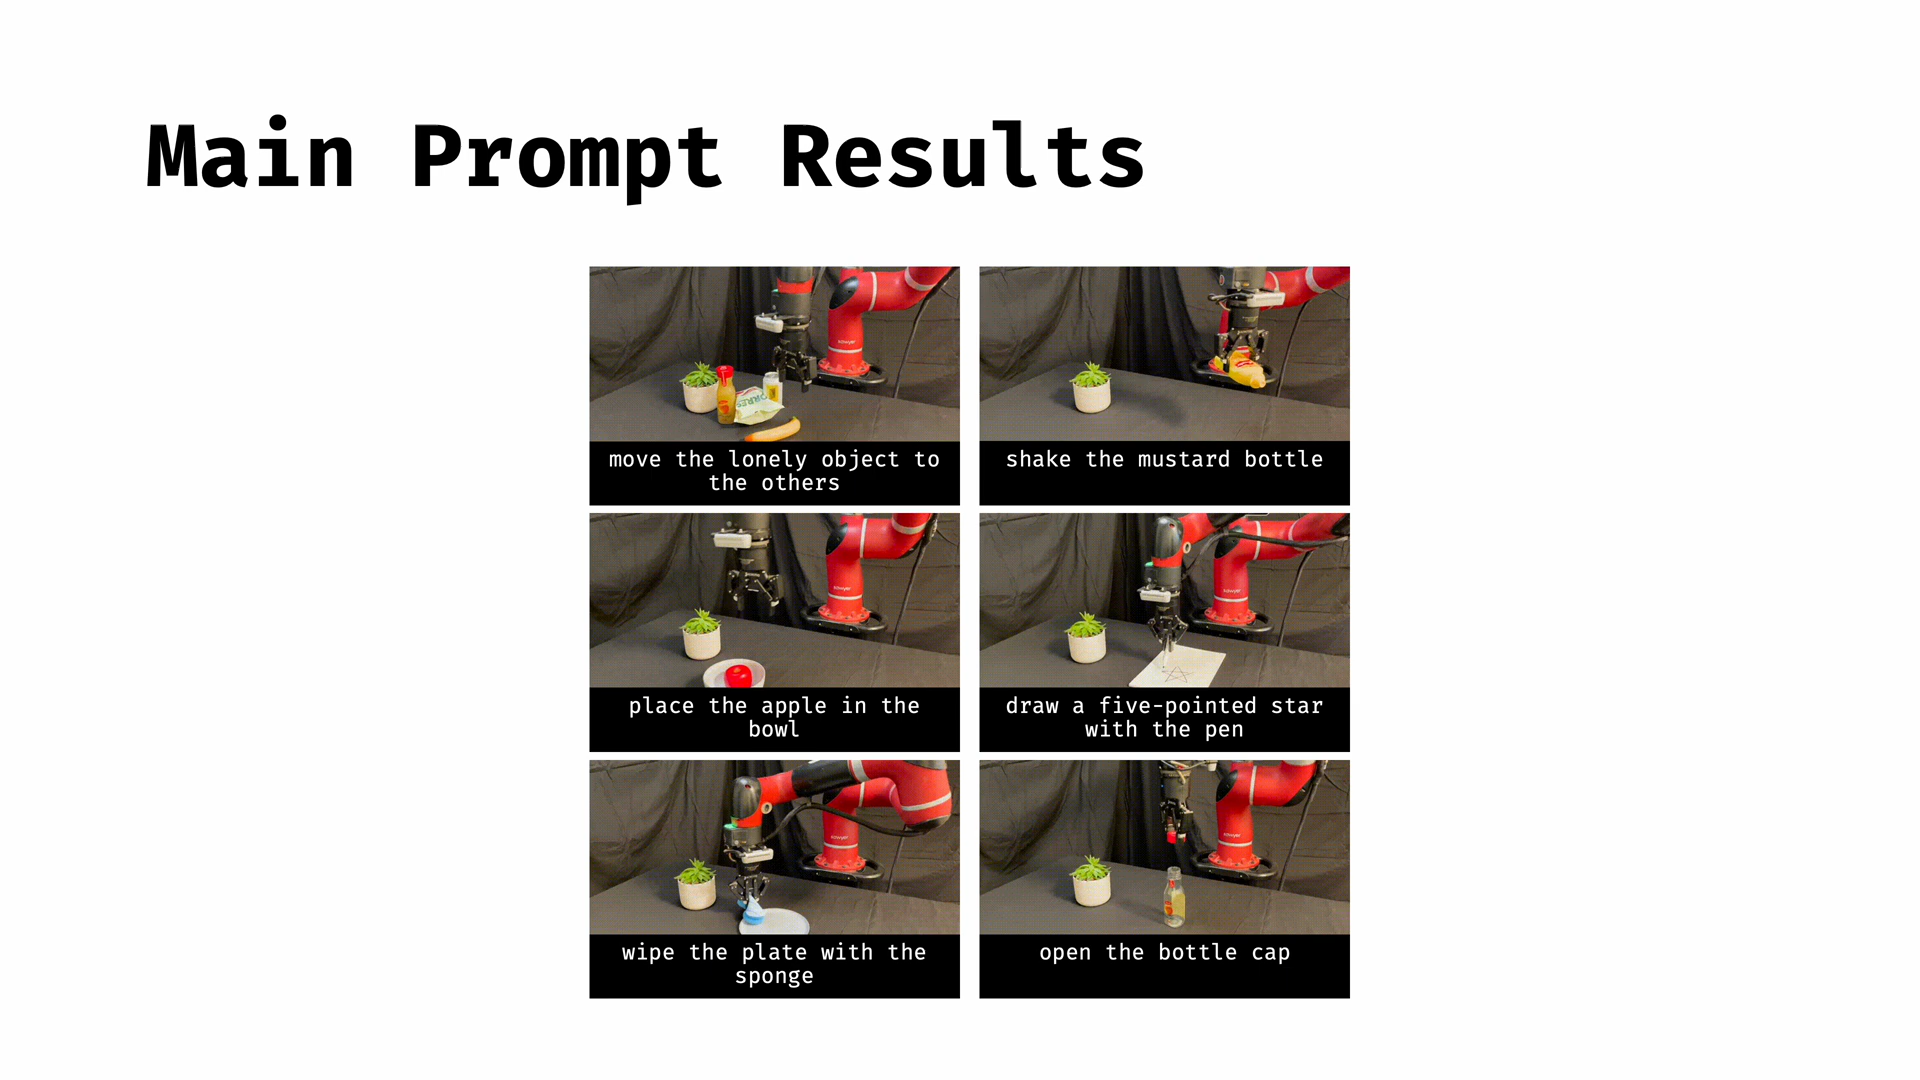 Main Prompt Results
move the lonely object to
the others
shake the mustard bottle
place the apple in the
bowl
draw a five-pointed star
with the pen
wipe the plate with the
sponge
open the bottle cap